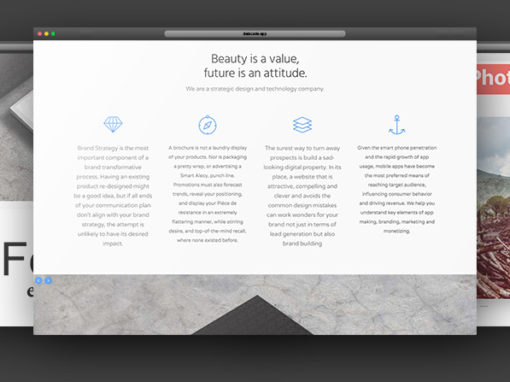 Beauty is a value,
future is an attitude.
We are a strategic design and technology company.
Brand Strategy is the most
important component of a
brand transformative
process. Having an existing
product re-designed might
be a good idea, but if all ends
of your communication plan
don't align with your brand
strategy, the attempt is
unlikely to have its desired
impact.
A brochure is not a laundry display
of your products. Nor is packaging
a pretty wrap, or advertising a
Smart Alecy, punch-line.
Promotions must also forecast
trends, reveal your positioning,
and display your Pièce de
resistance in an extremely
flattering manner, while stirring
desire, and top-of-the-mind recall,
where none existed before.
The surest way to turn away
prospects is build a sad-
looking digital property. In its
place, a website that is
attractive, compelling and
clever and avoids the
common design mistakes
can work wonders for your
brand not just in terms of
lead generation but also
brand building
Given the smart phone penetration
and the rapid growth of app
usage, mobile apps have become
the most preferred means of
reaching target audience,
influencing consumer behavior
and driving revenue. We help you
understand key elements of app
making, branding, marketing and
monetizing.
Fo
e
Phot